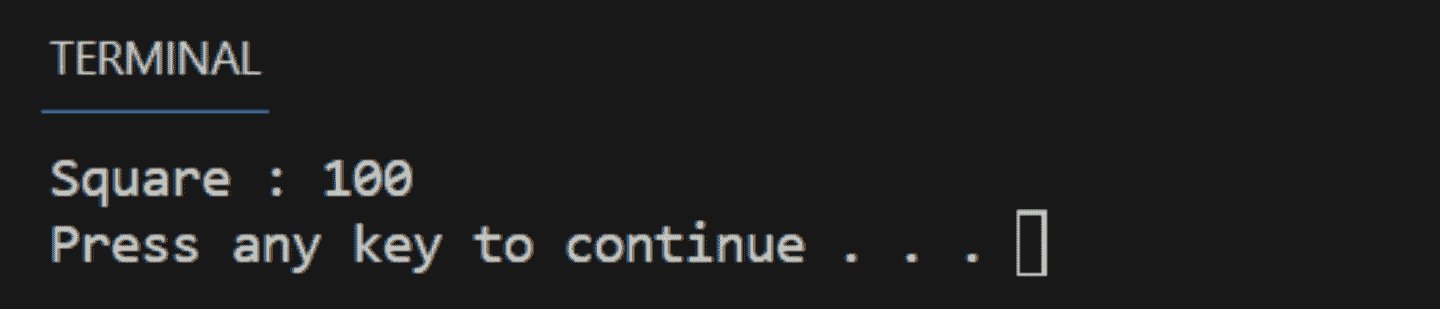 TERMINAL
Square : 100
Press any key to continue . . .